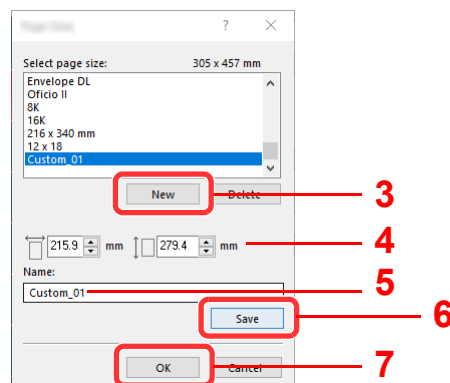 ? ×
Select page size: 305 x 457 mm
Envelope DL
Oficio II
8K
16K
216 x 340 mm
12 x 18
Custom_01
New Delete 3
215.9 mm 279.4 mm 4
Name:
Custom_01 5
Save 6
OK Cancel 7